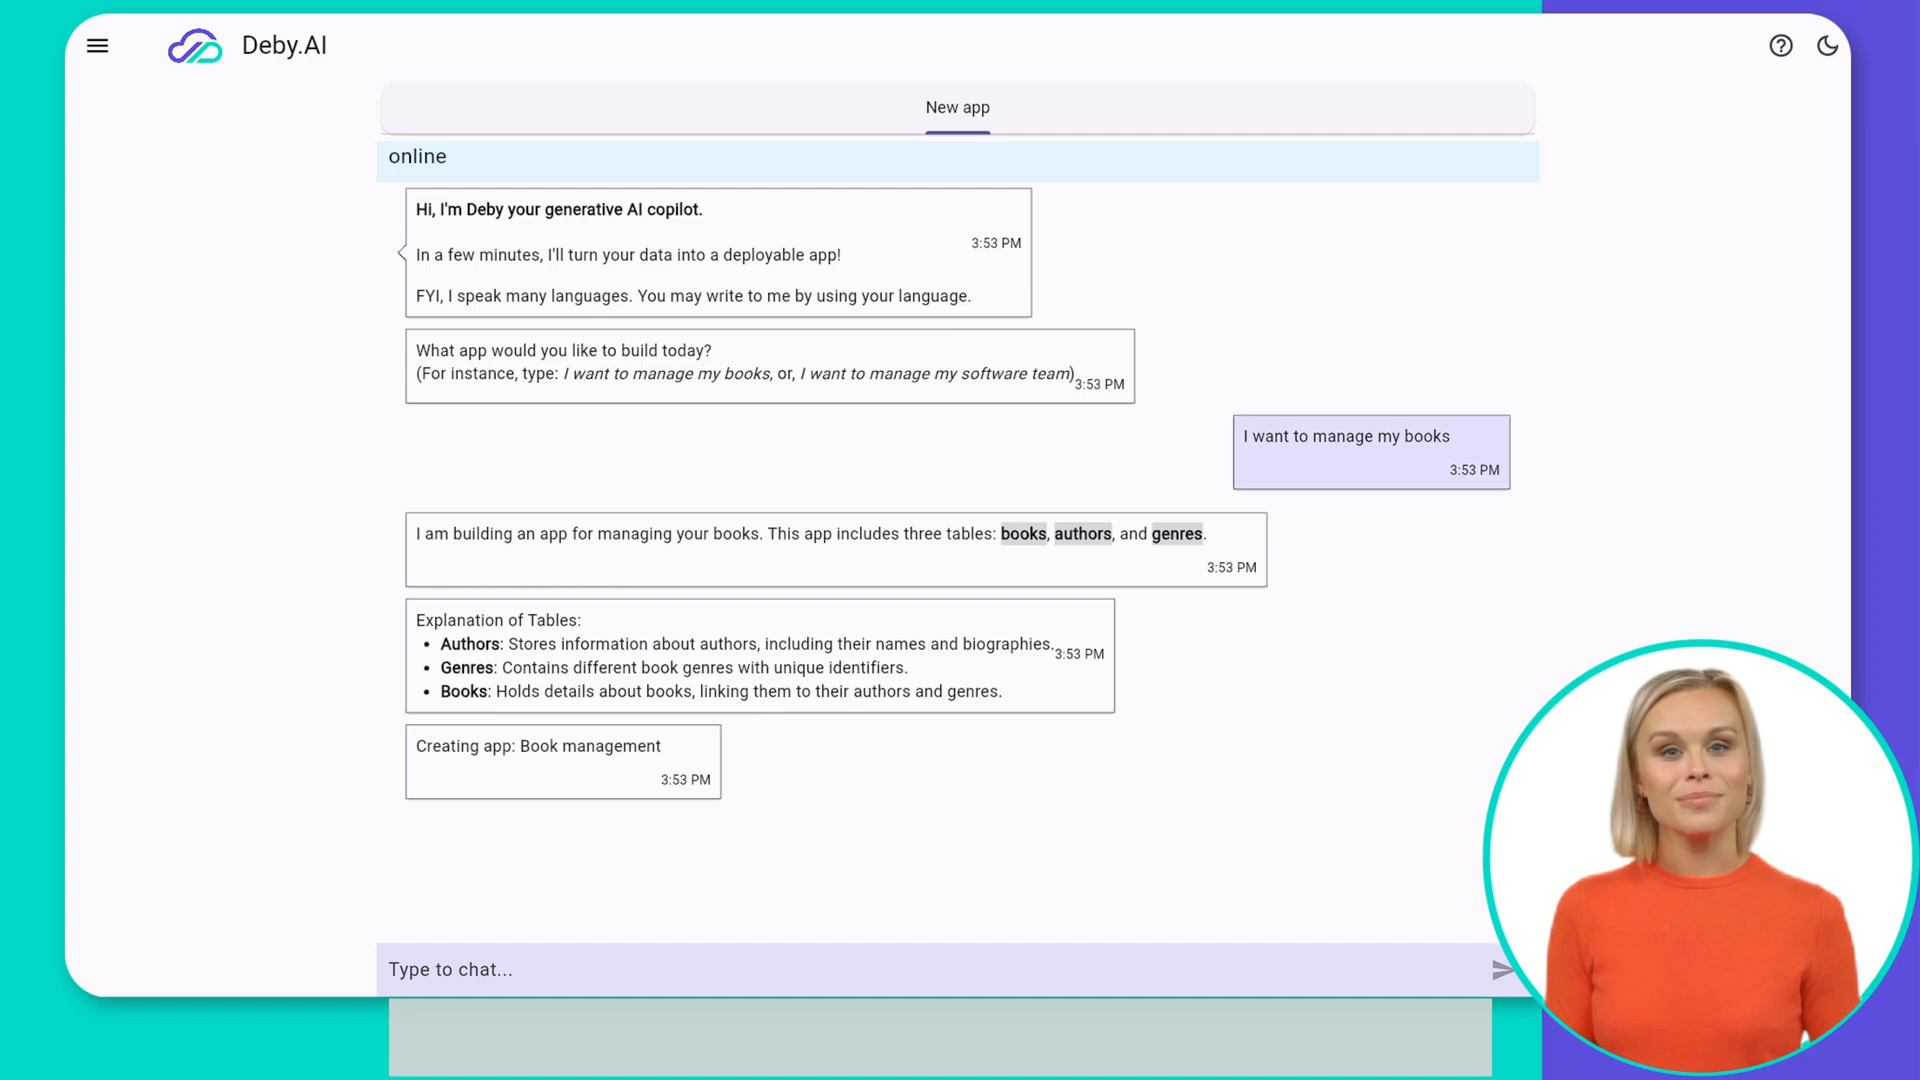 Deby.AI
New app
online
Hi, I'm Deby your generative AI copilot.
In a few minutes, I'll turn your data into a deployable app!
3:53 PM
FYI, I speak many languages. You may write to me by using your language.
What app would you like to build today?
(For instance, type: I want to manage my books, or, I want to manage my software team)
3:53 PM
I want to manage my books
3:53 PM
I am building an app for managing your books. This app includes three tables: books, authors, and genres.
3:53 PM
Explanation of Tables:
• Authors: Stores information about authors, including their names and biographies.
3:53 PM
• Genres: Contains different book genres with unique identifiers.
• Books: Holds details about books, linking them to their authors and genres.
Creating app: Book management
3:53 PM
Type to chat...